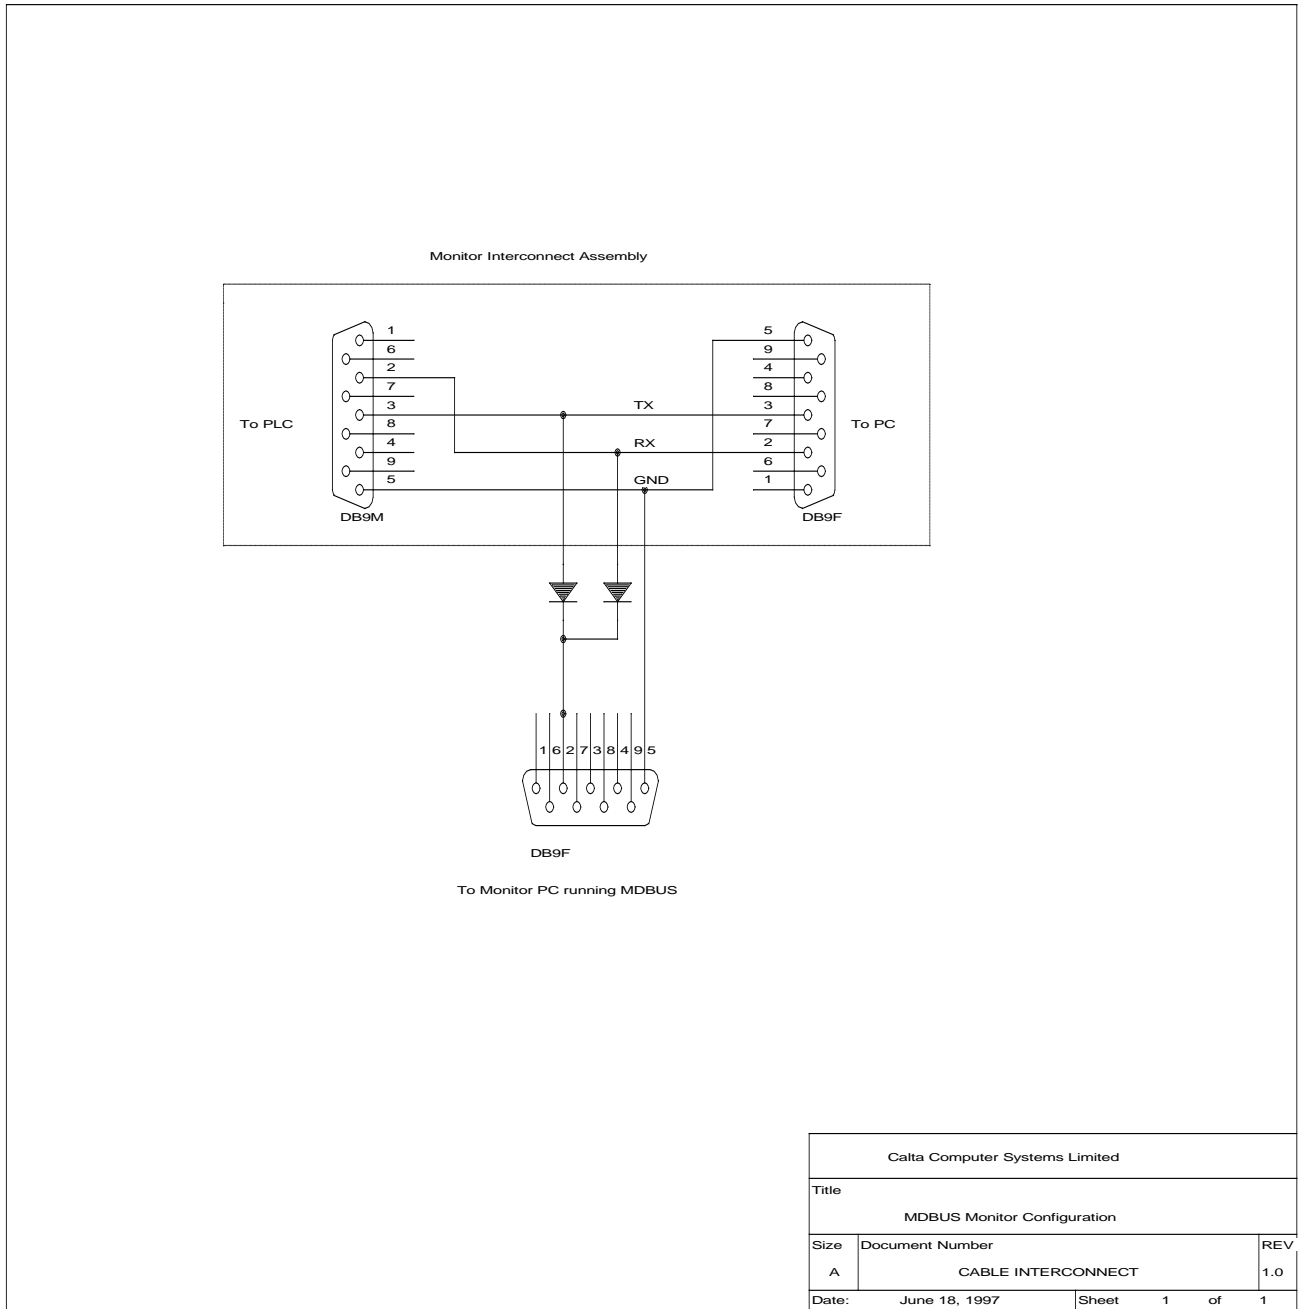 Monitor Interconnect Assembly
1 5
6 9
2 4
7 8
3 TX 3
To PLC 8 7 To PC
4 RX 2
9 6
5 GND 1
DB9M DB9F
1 6 2 7 3 8 4 9 5
DB9F
To Monitor PC running MDBUS
Calta Computer Systems Limited
Title
MDBUS Monitor Configuration
Size Document Number REV
A CABLE INTERCONNECT 1.0
Date: June 18, 1997 Sheet 1 of 1